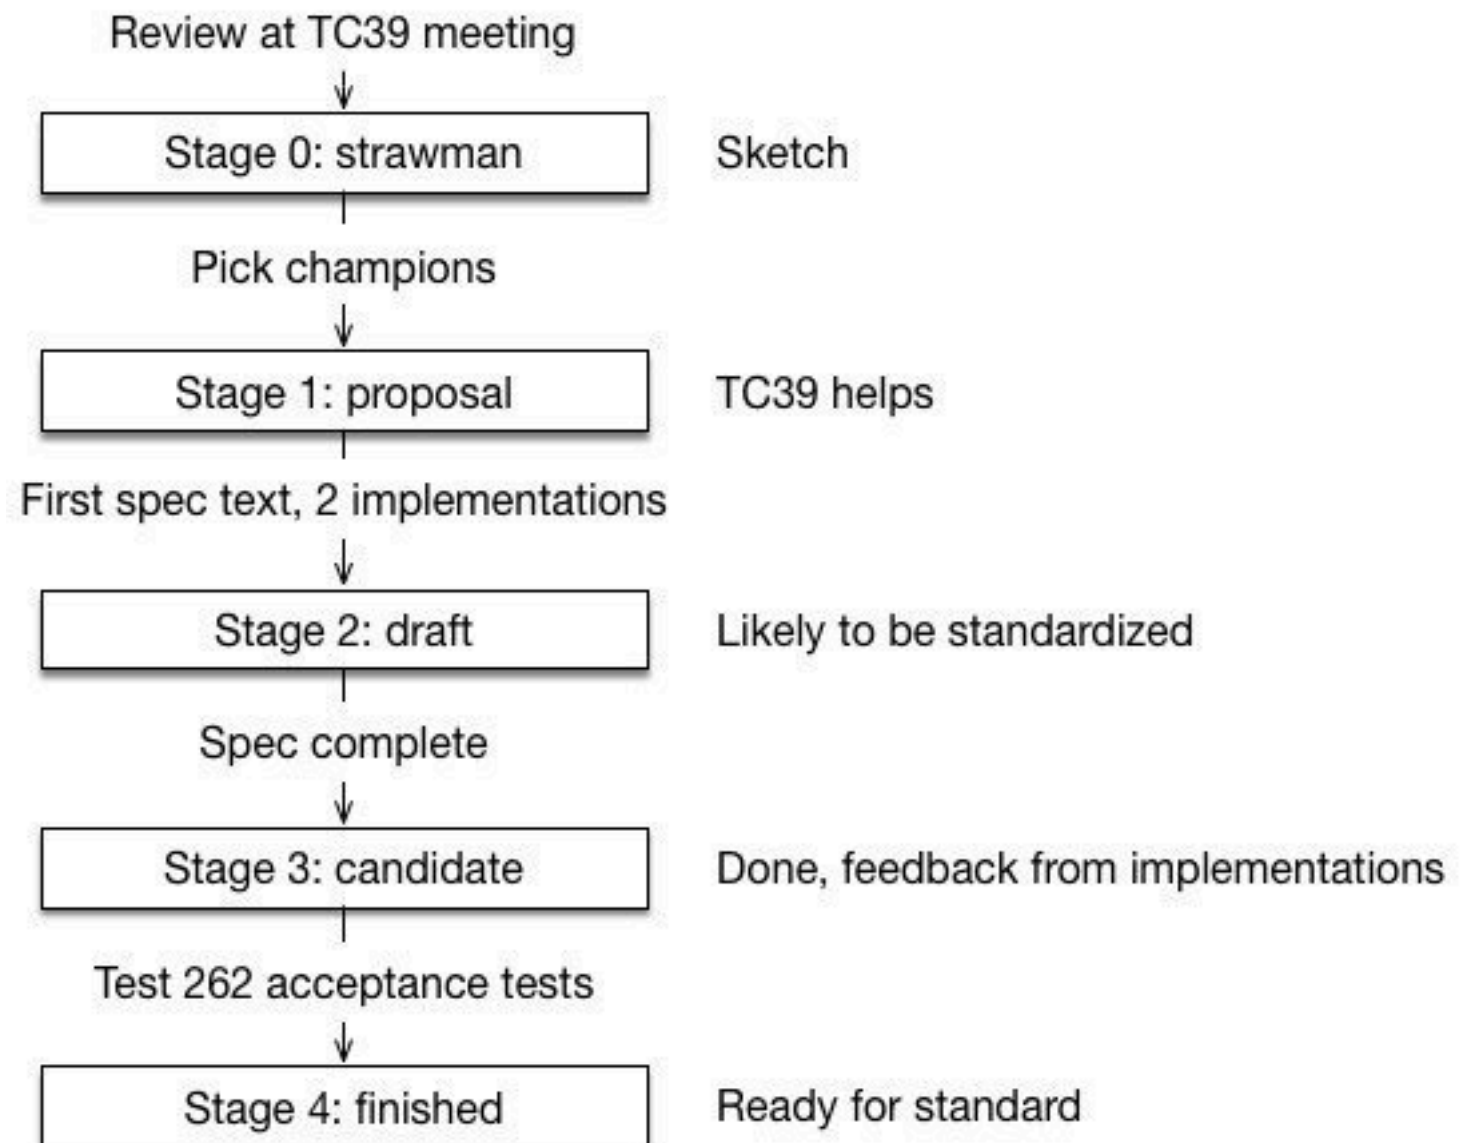 Review at TC39 meeting
Stage 0: strawman
Sketch
Pick champions
Stage 1: proposal
TC39 helps
First spec text, 2 implementations
Stage 2: draft
Likely to be standardized
Spec complete
Stage 3: candidate
Done, feedback from implementations
Test 262 acceptance tests
Stage 4: finished
Ready for standard